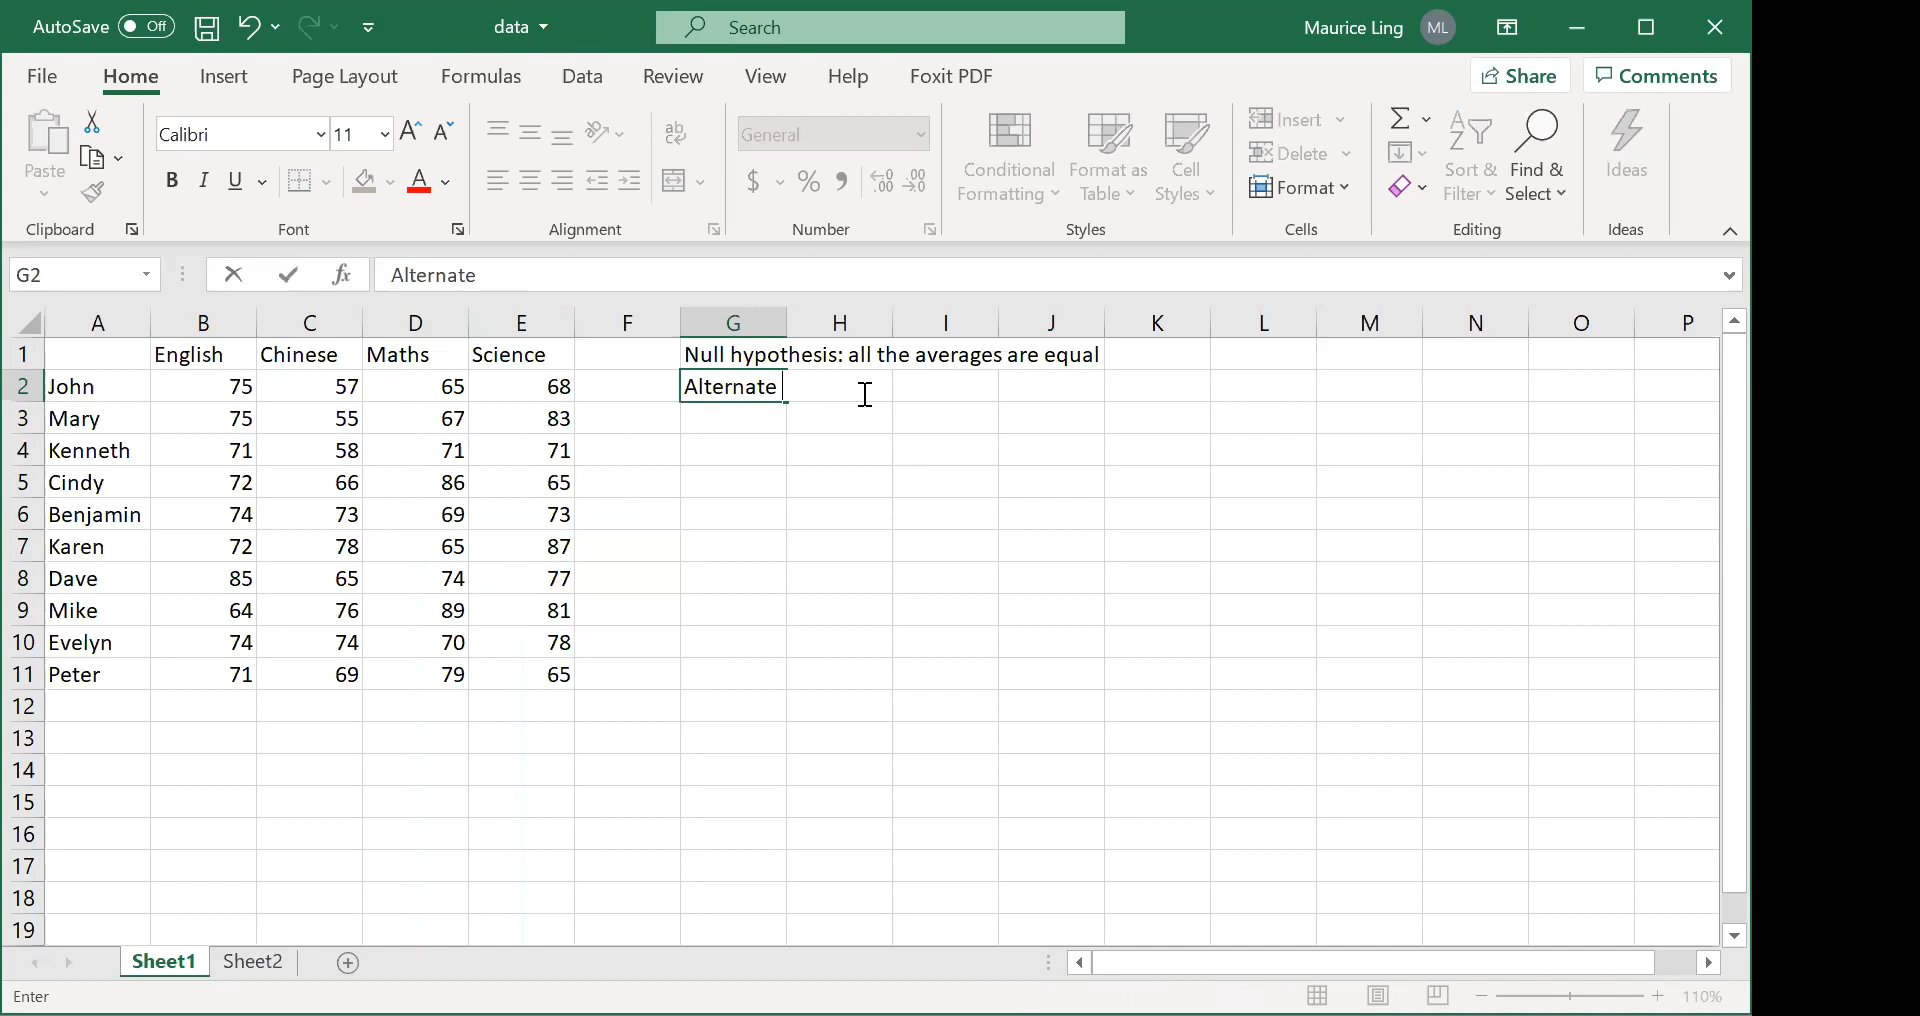 AutoSave Off data Search Maurice Ling ML
File Home Insert Page Layout Formulas Data Review View Help Foxit PDF Share Comments
Paste
Clipboard
Calibri 11 A A
B I U A
Font
ab
c
Alignment
General
$ % ,
.00
.0
.00
Number
Conditional
Formatting
Format as
Table
Cell
Styles
Styles
Insert
Delete
Format
Cells
Σ
A
Z
Sort &
Filter
Find &
Select
Editing
Ideas
Ideas
G2 fx Alternate
A B C D E F G H I J K L M N O P
1 English Chinese Maths Science Null hypothesis: all the averages are equal
2 John 75 57 65 68 Alternate
3 Mary 75 55 67 83
4 Kenneth 71 58 71 71
5 Cindy 72 66 86 65
6 Benjamin 74 73 69 73
7 Karen 72 78 65 87
8 Dave 85 65 74 77
9 Mike 64 76 89 81
10 Evelyn 74 74 70 78
11 Peter 71 69 79 65
12
13
14
15
16
17
18
19
Sheet1 Sheet2
Enter 110%